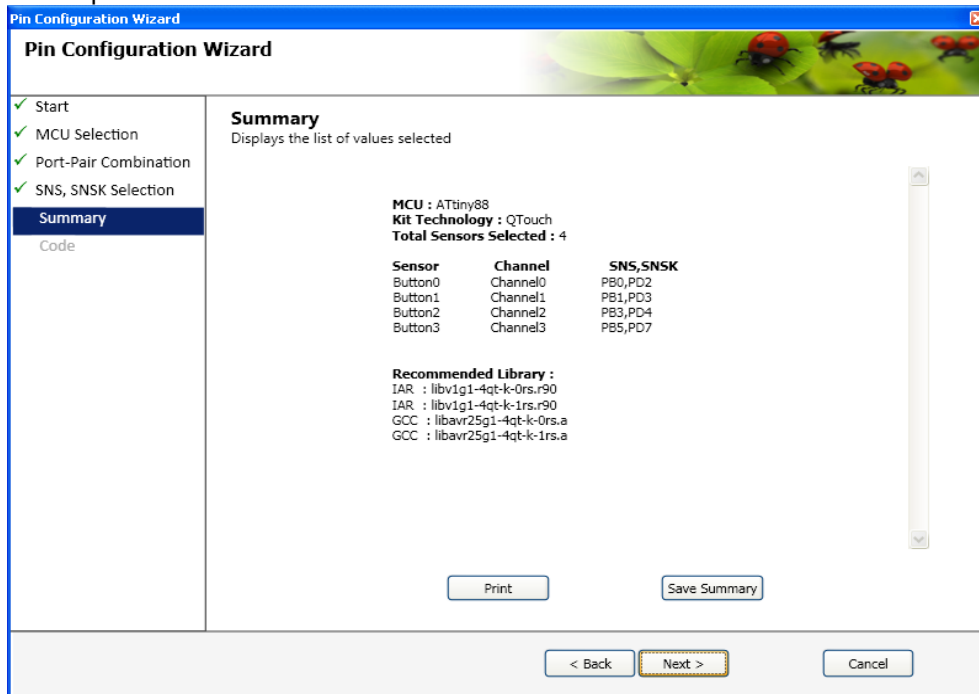 Pin Configuration Wizard
Pin Configuration Wizard
Start
MCU Selection
Port-Pair Combination
SNS, SNSK Selection
Summary
Code
Summary
Displays the list of values selected
MCU : ATtiny88
Kit Technology : QTouch
Total Sensors Selected : 4
Sensor Channel SNS,SNSK
Button0 Channel0 PB0,PD2
Button1 Channel1 PB1,PD3
Button2 Channel2 PB3,PD4
Button3 Channel3 PB5,PD7
Recommended Library :
IAR : libv1g1-4qt-k-0rs.r90
IAR : libv1g1-4qt-k-1rs.r90
GCC : libavr25g1-4qt-k-0rs.a
GCC : libavr25g1-4qt-k-1rs.a
Print Save Summary
< Back Next > Cancel